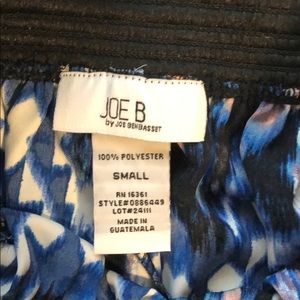 JOE B
by JOE BENBASSET
100% POLYESTER
SMALL
RN 16361
STYLE#0886449
LOT#24111
MADE IN
GUATEMALA